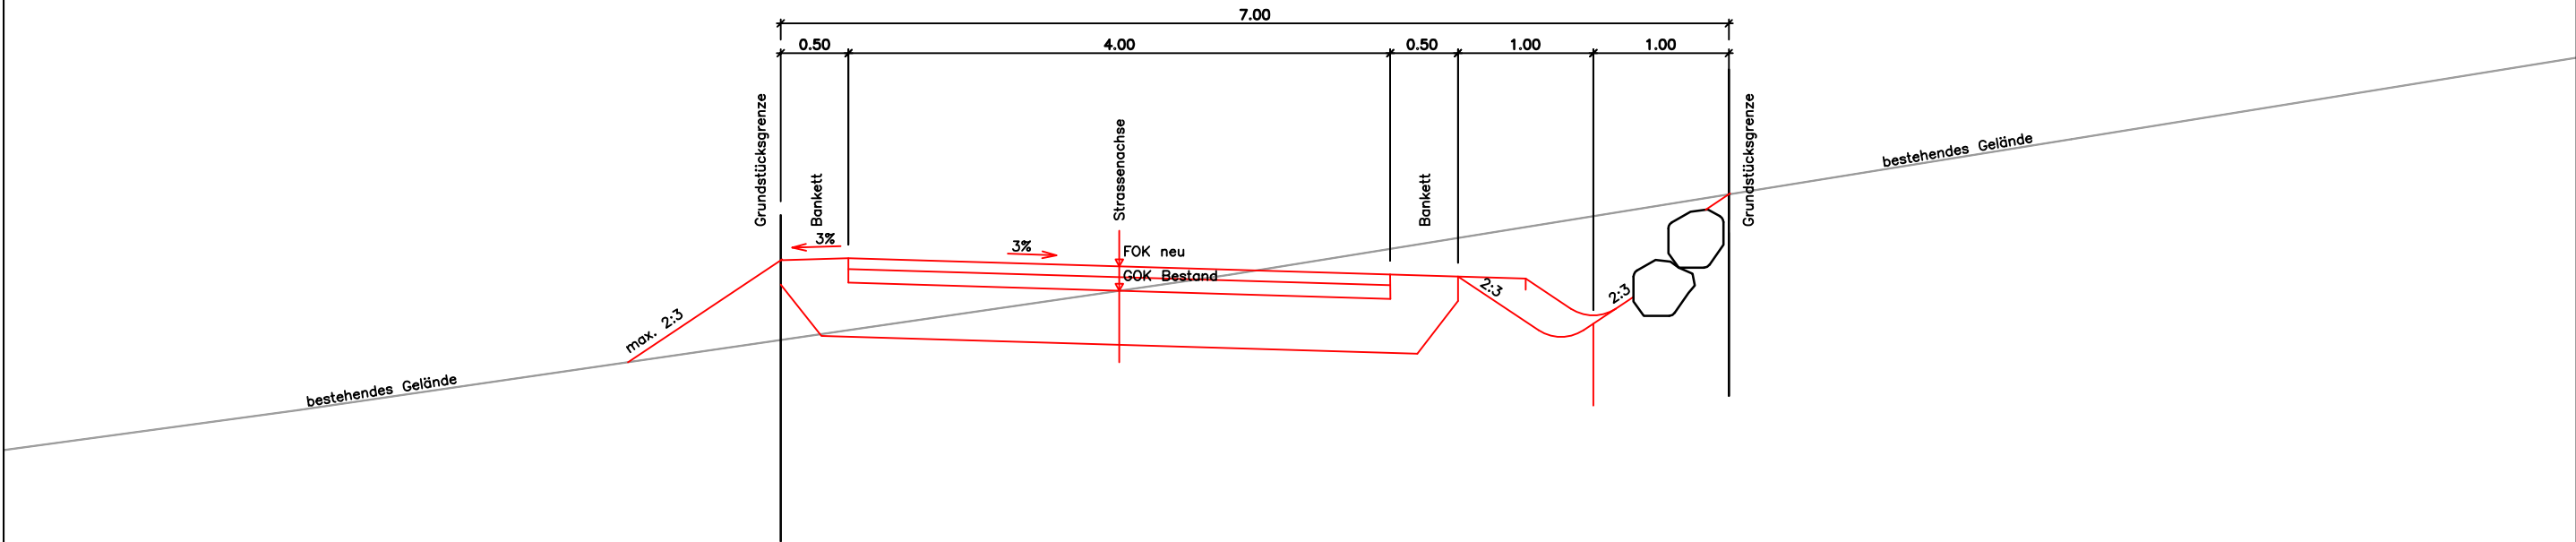 7.00
0.50
4.00
0.50
1.00
1.00
Grundstücksgrenze
Bankett
Strassenachse
Bankett
Grundstücksgrenze
bestehendes Gelände
3%
3%
FOK neu
GOK Bestand
2:3
2:3
max. 2:3
bestehendes Gelände